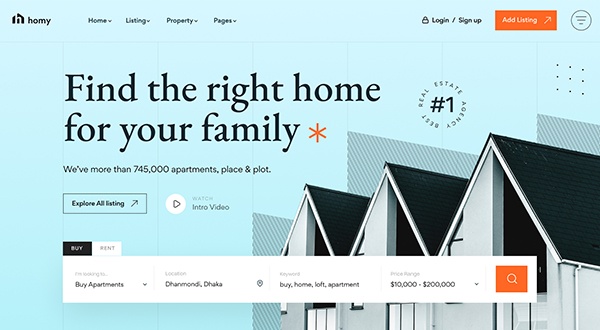 homy
Home
Listing
Property
Pages
Login / Sign up
Add Listing
Find the right home
for your family
REAL ESTATE AGENCY BEST
#1
We've more than 745,000 apartments, place & plot.
Explore All listing
WATCH
Intro Video
BUY
RENT
I'm looking to...
Buy Apartments
Location
Dhanmondi, Dhaka
Keyword
buy, home, loft, apartment
Price Range
$10,000 - $200,000